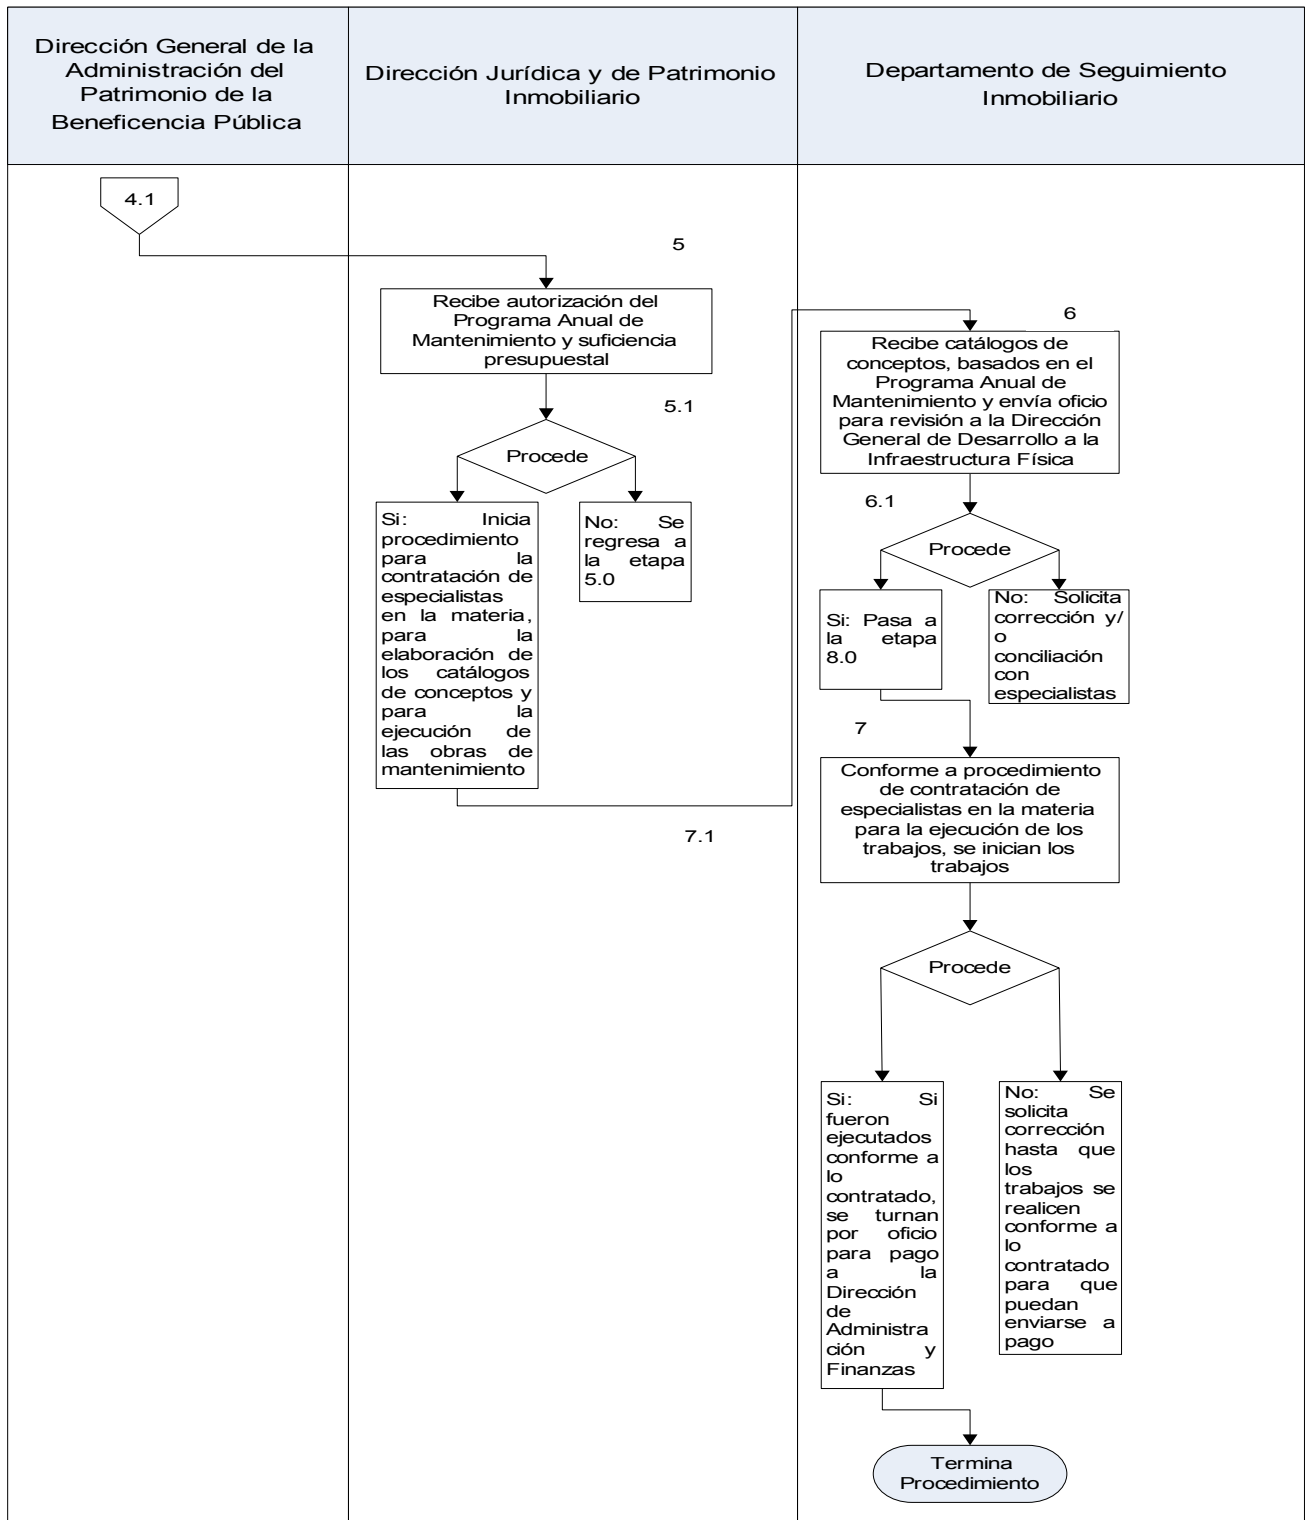 Dirección General de la
Administración del
Patrimonio de la
Beneficencia Pública
Dirección Jurídica y de Patrimonio
Inmobiliario
Departamento de Seguimiento
Inmobiliario
4.1
5
Recibe autorización del
Programa Anual de
Mantenimiento y suficiencia
presupuestal
5.1
Procede
Si: Inicia
procedimiento
para la
contratación de
especialistas
en la materia,
para la
elaboración de
los catálogos
de conceptos y
para la
ejecución de
las obras de
mantenimiento
No: Se
regresa a
la etapa
5.0
7.1
6
Recibe catálogos de
conceptos, basados en el
Programa Anual de
Mantenimiento y envía oficio
para revisión a la Dirección
General de Desarrollo a la
Infraestructura Física
6.1
Procede
Si: Pasa a
la etapa
8.0
No: Solicita
corrección y/
o
conciliación
con
especialistas
7
Conforme a procedimiento
de contratación de
especialistas en la materia
para la ejecución de los
trabajos, se inician los
trabajos
Procede
Si: Si
fueron
ejecutados
conforme a
lo
contratado,
se turnan
por oficio
para pago
a la
Dirección
de
Administra
ción y
Finanzas
No: Se
solicita
corrección
hasta que
los
trabajos se
realicen
conforme a
lo
contratado
para que
puedan
enviarse a
pago
Termina
Procedimiento